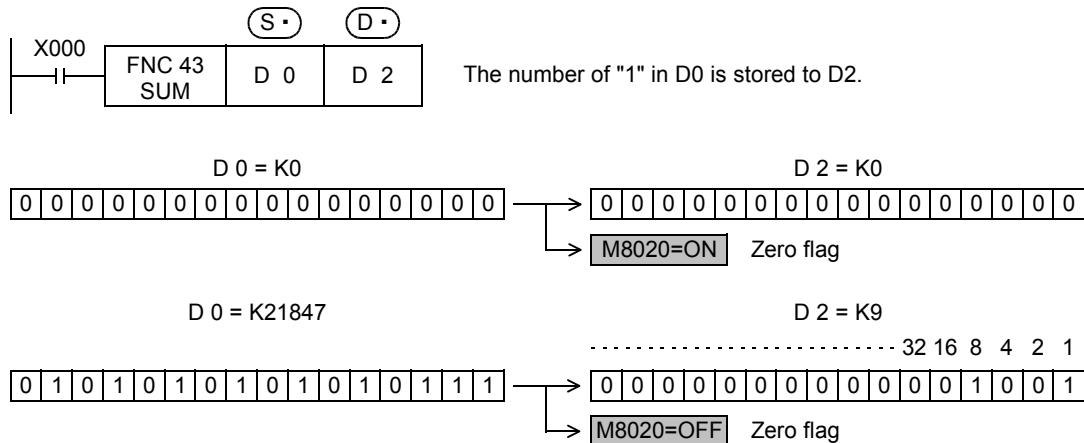 S· D·
X000
FNC 43 SUM D 0 D 2 The number of "1" in D0 is stored to D2.
D 0 = K0 D 2 = K0
0 0 0 0 0 0 0 0 0 0 0 0 0 0 0 0 0 0 0 0 0 0 0 0 0 0 0 0 0 0 0 0
M8020=ON Zero flag
D 0 = K21847 D 2 = K9
32 16 8 4 2 1
0 1 0 1 0 1 0 1 0 1 0 1 0 1 1 1 0 0 0 0 0 0 0 0 0 0 0 0 1 0 0 1
M8020=OFF Zero flag